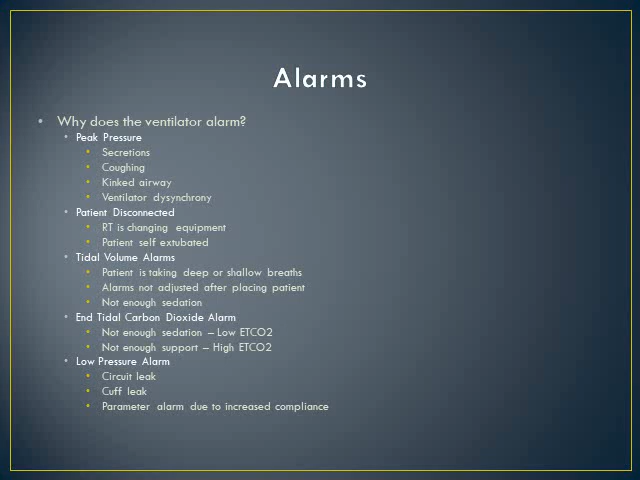 Alarms
• Why does the ventilator alarm?
• Peak Pressure
• Secretions
• Coughing
• Kinked airway
• Ventilator dysynchrony
• Patient Disconnected
• RT is changing equipment
• Patient self extubated
• Tidal Volume Alarms
• Patient is taking deep or shallow breaths
• Alarms not adjusted after placing patient
• Not enough sedation
• End Tidal Carbon Dioxide Alarm
• Not enough sedation – Low ETCO2
• Not enough support – High ETCO2
• Low Pressure Alarm
• Circuit leak
• Cuff leak
• Parameter alarm due to increased compliance